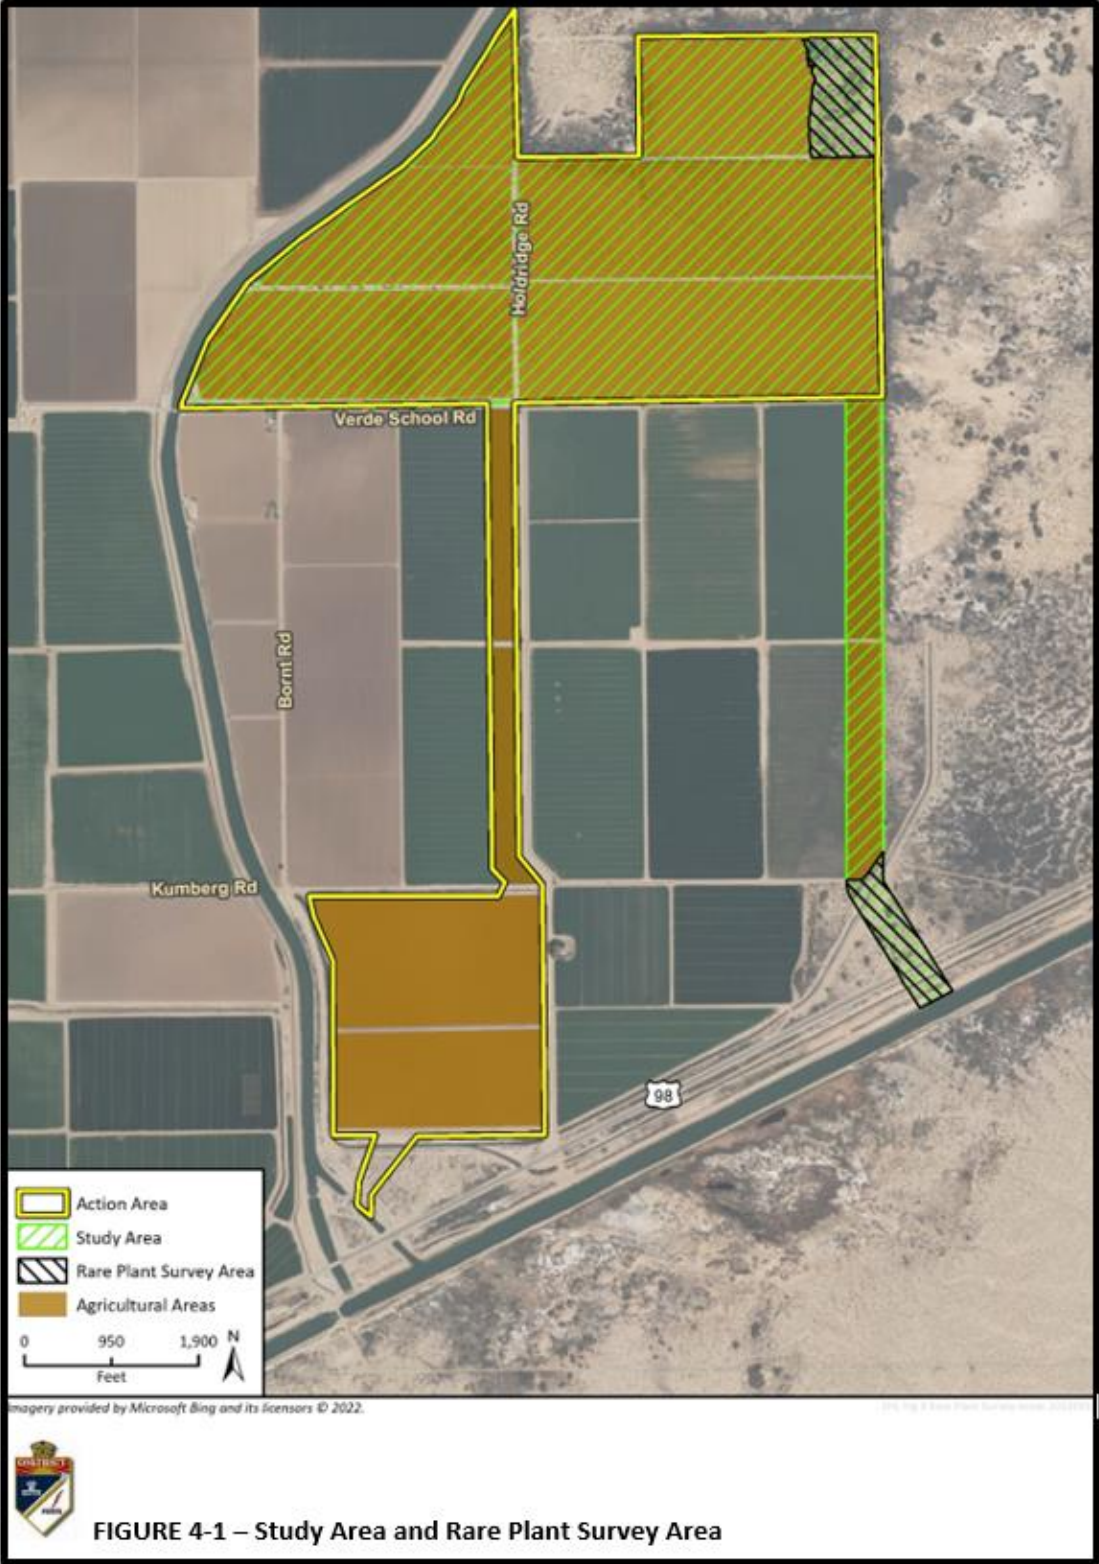 Holdridge Rd
Verde School Rd
Bornt Rd
Kumberg Rd
98
Action Area
Study Area
Rare Plant Survey Area
Agricultural Areas
0 950 1,900 N
Feet
Imagery provided by Microsoft Bing and its licensors © 2022.
FIGURE 4-1 – Study Area and Rare Plant Survey Area